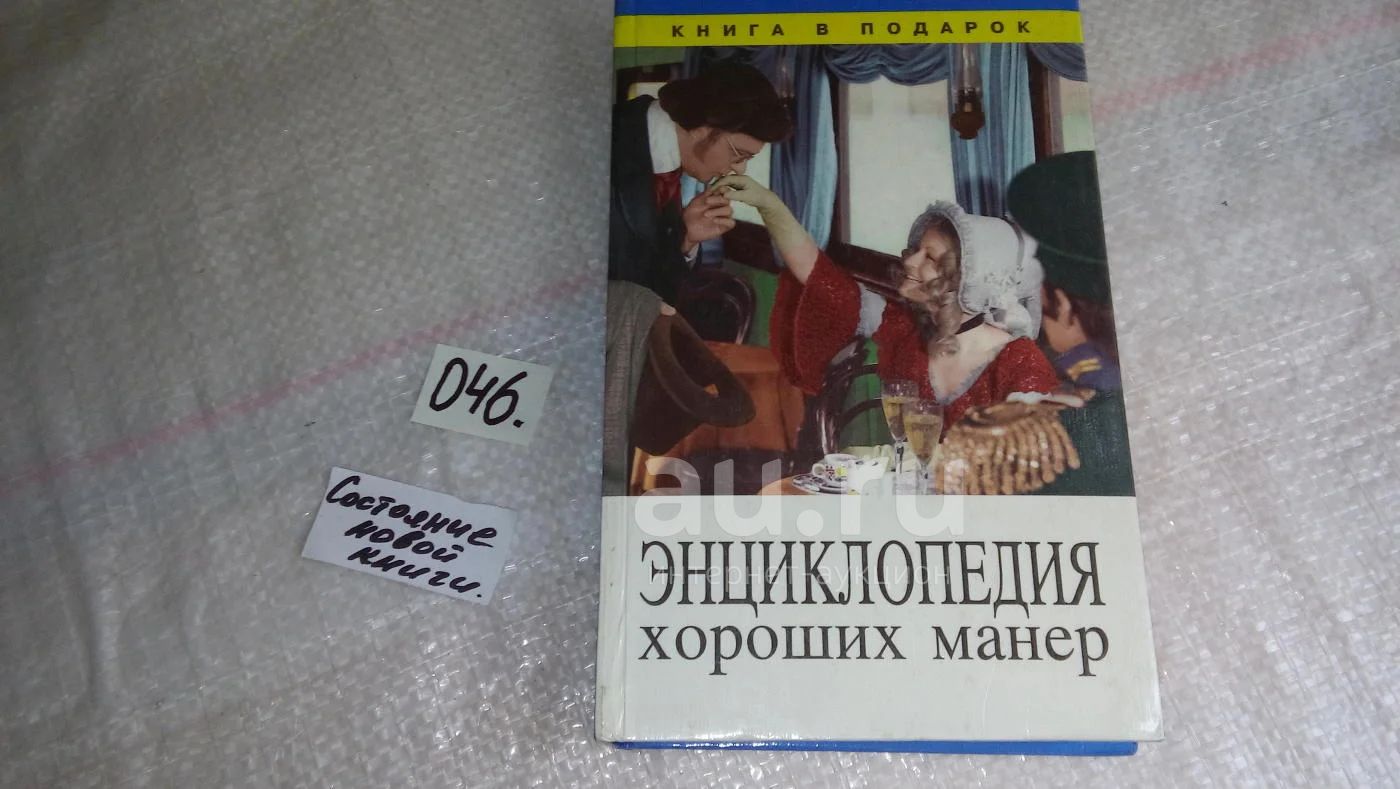 КНИГА В ПОДАРОК
046.
Состояние
новой
книги.
au.ru
интернет-аукцион
ЭНЦИКЛОПЕДИЯ
хороших манер